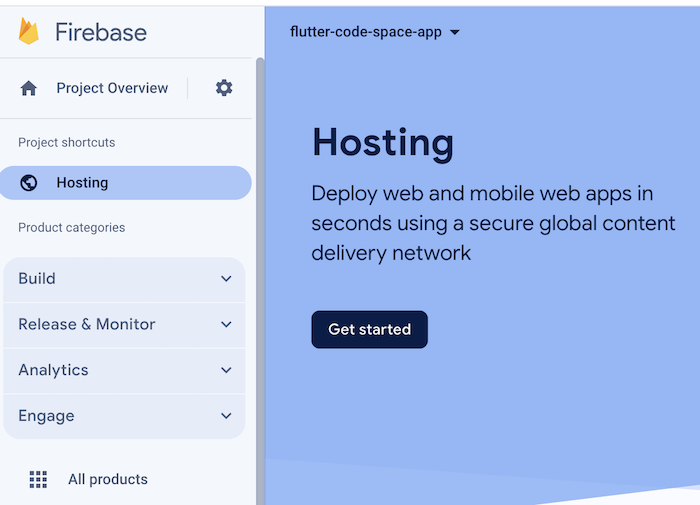 Firebase
Project Overview
Project shortcuts
Hosting
Product categories
Build
Release & Monitor
Analytics
Engage
All products
flutter-code-space-app
Hosting
Deploy web and mobile web apps in
seconds using a secure global content
delivery network
Get started